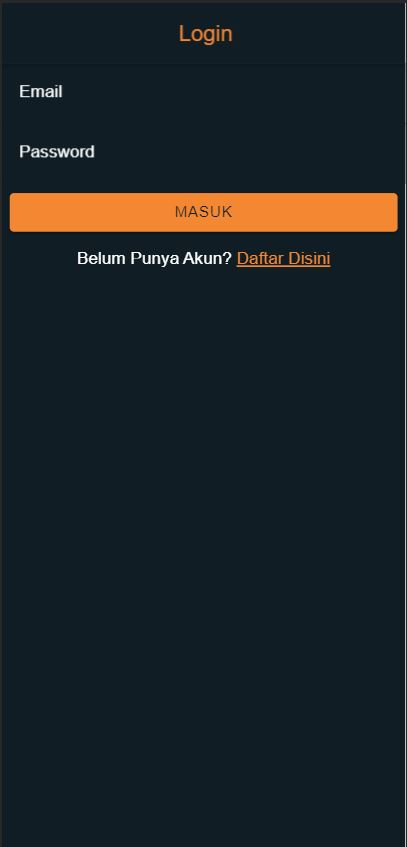 Login
Email
Password
MASUK
Belum Punya Akun? Daftar Disini